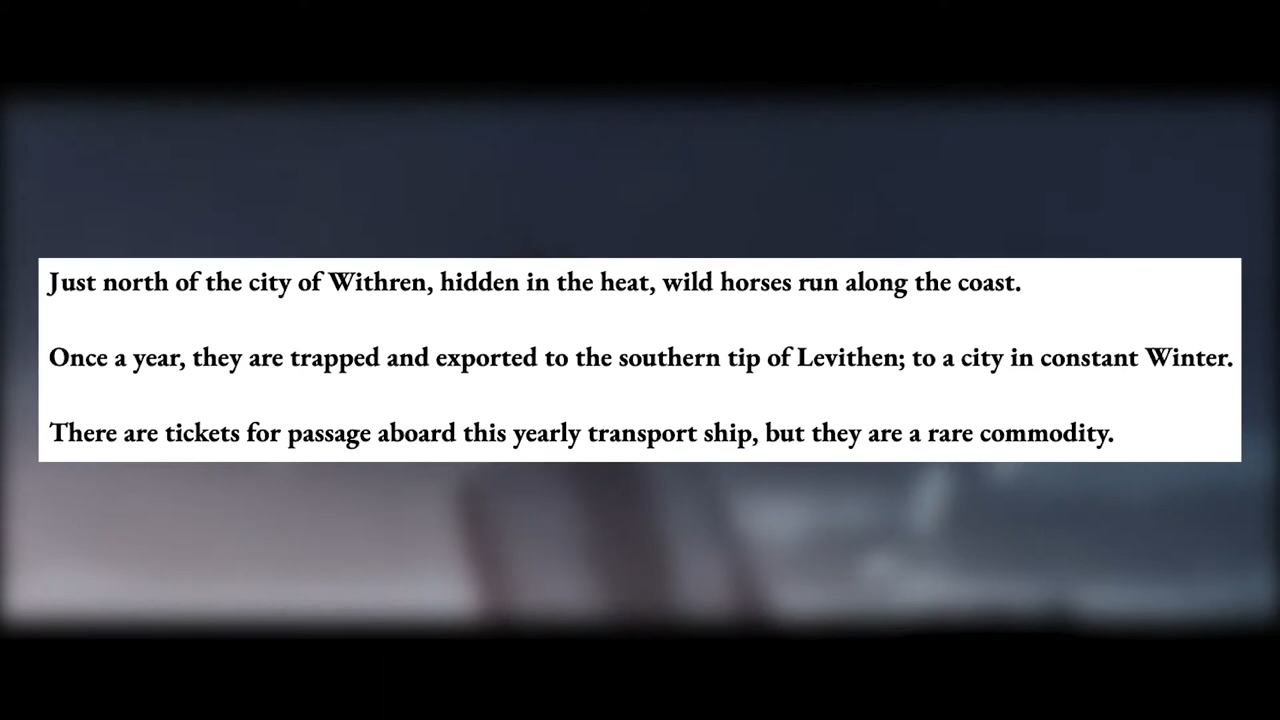 Just north of the city of Withren, hidden in the heat, wild horses run along the coast.
Once a year, they are trapped and exported to the southern tip of Levithen; to a city in constant Winter.
There are tickets for passage aboard this yearly transport ship, but they are a rare commodity.